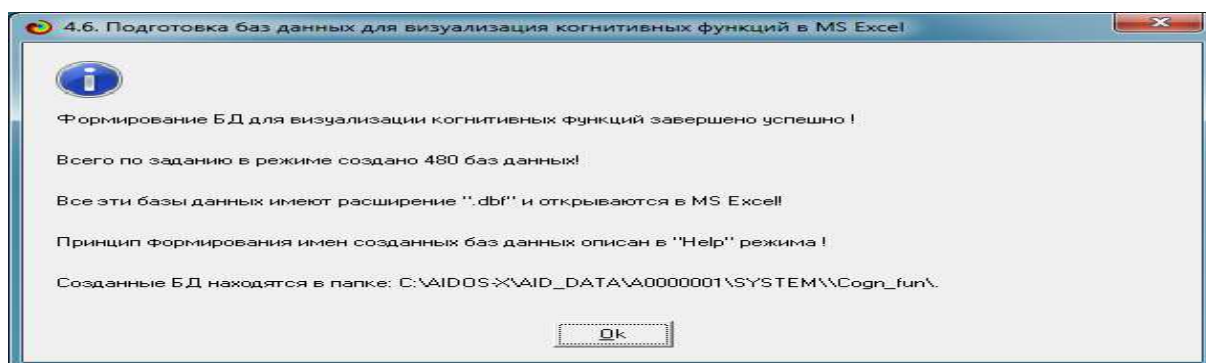 4.6. Подготовка баз данных для визуализация когнитивных функций в MS Excel
Формирование БД для визуализации когнитивных функций завершено успешно !
Всего по заданию в режиме создано 480 баз данных!
Все эти базы данных имеют расширение ".dbf" и открываются в MS Excel!
Принцип формирования имен созданных баз данных описан в "Help" режима !
Созданные БД находятся в папке: C:\AIDOS-X\AID_DATA\A0000001\SYSTEM\\Cogn_fun\.
Ok